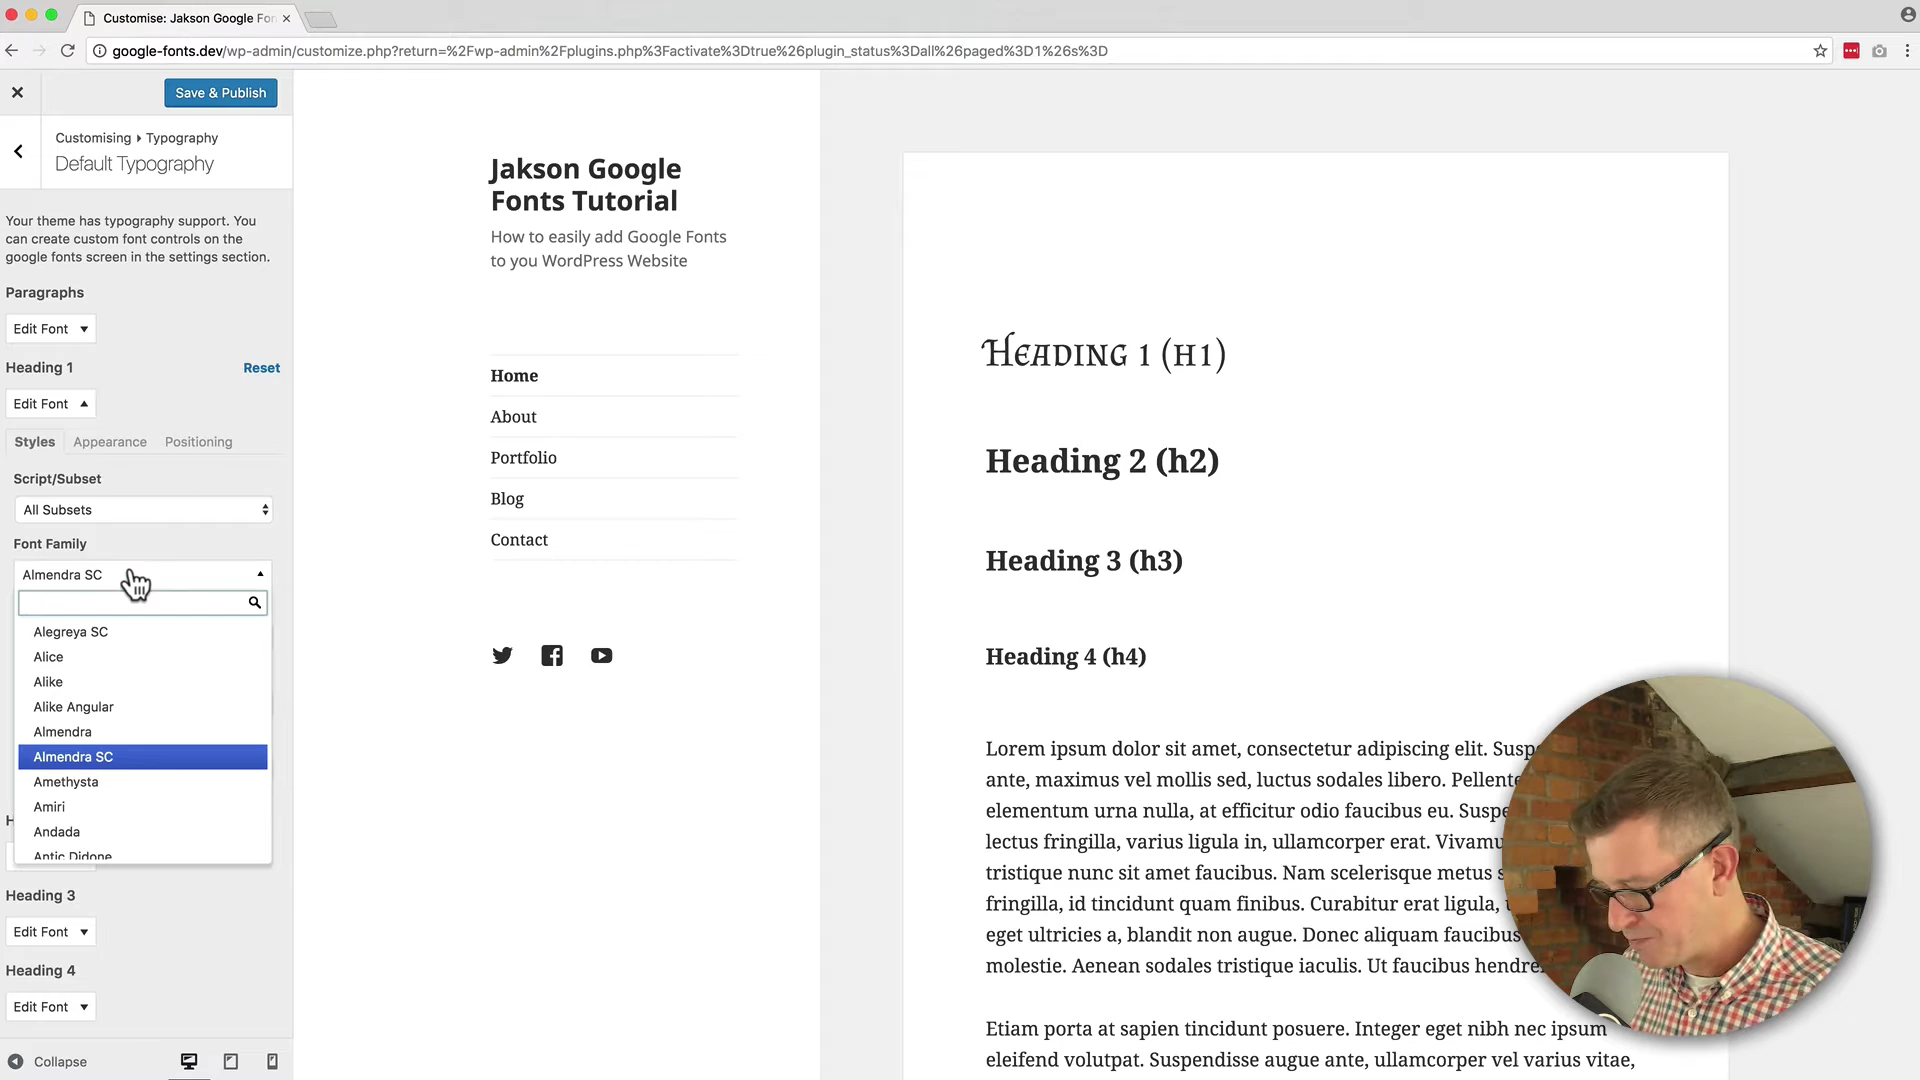 Customise: Jakson Google Fon
google-fonts.dev/wp-admin/customize.php?return=%2Fwp-admin%2Fplugins.php%3Factivate%3Dtrue%26plugin_status%3Dall%26paged%3D1%26s%3D
Save & Publish
Customising Typography
Default Typography
Your theme has typography support. You
can create custom font controls on the
google fonts screen in the settings section.
Paragraphs
Edit Font
Heading 1
Reset
Edit Font
Styles Appearance Positioning
Script/Subset
All Subsets
Font Family
Almendra SC
Alegreya SC
Alice
Alike
Alike Angular
Almendra
Almendra SC
Amethysta
Amiri
Andada
Antic Didone
Heading 3
Edit Font
Heading 4
Edit Font
Collapse
Jakson Google
Fonts Tutorial
How to easily add Google Fonts
to you WordPress Website
Home
About
Portfolio
Blog
Contact
Heading 1 (h1)
Heading 2 (h2)
Heading 3 (h3)
Heading 4 (h4)
Lorem ipsum dolor sit amet, consectetur adipiscing elit. Susp
ante, maximus vel mollis sed, luctus sodales libero. Pellente
elementum urna nulla, at efficitur odio faucibus eu. Suspe
lectus fringilla, varius ligula in, ullamcorper erat. Vivamu
tristique nunc sit amet faucibus. Nam scelerisque metus s
fringilla, id tincidunt quam finibus. Curabitur erat ligula,
eget ultricies a, blandit non augue. Donec aliquam faucibus
molestie. Aenean sodales tristique iaculis. Ut faucibus hendre
Etiam porta at sapien tincidunt posuere. Integer eget nibh nec ipsum
eleifend volutpat. Suspendisse augue ante, ullamcorper vel varius vitae,